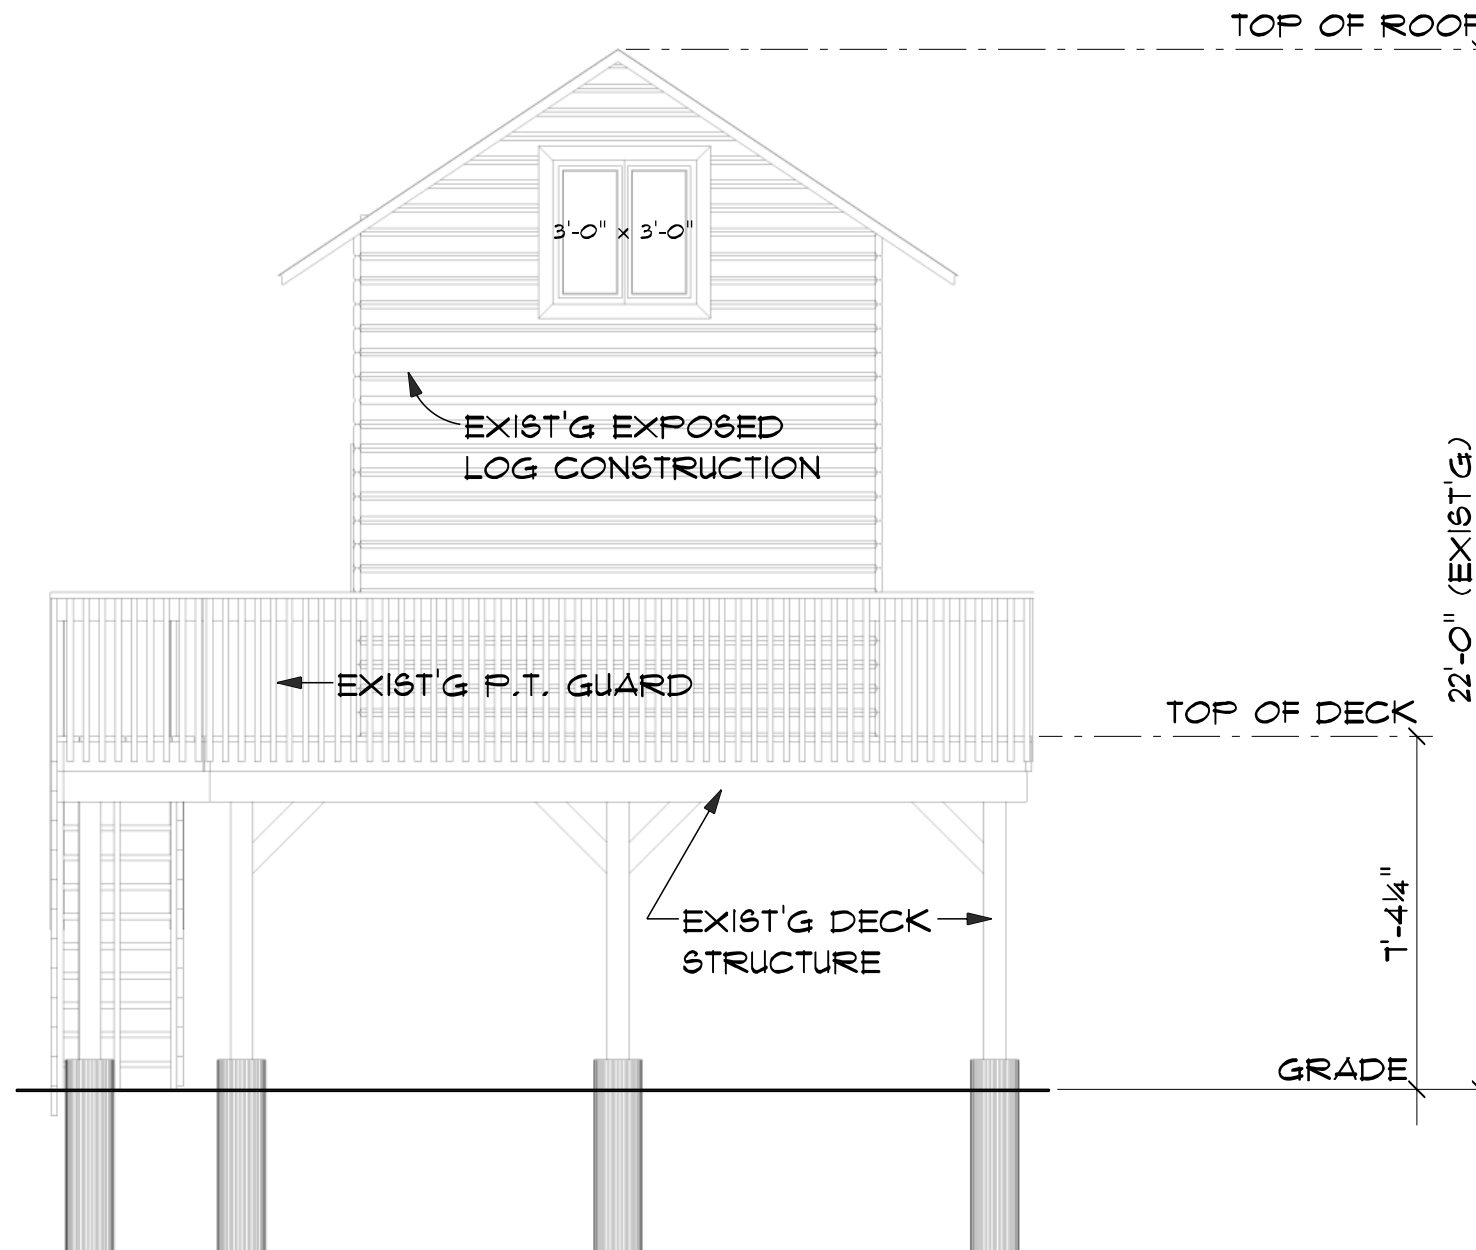 TOP OF ROOF
3'-0" x 3'-0"
EXIST'G EXPOSED
LOG CONSTRUCTION
22'-0" (EXIST'G)
EXIST'G P.T. GUARD
TOP OF DECK
7'-4¼"
EXIST'G DECK
STRUCTURE
GRADE